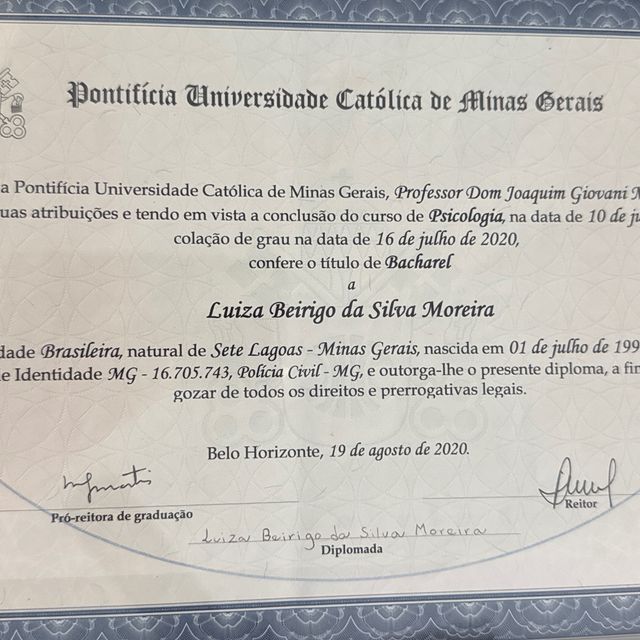 Pontifícia Universidade Católica de Minas Gerais
a Pontifícia Universidade Católica de Minas Gerais, Professor Dom Joaquim Giovani M
uas atribuições e tendo em vista a conclusão do curso de Psicologia, na data de 10 de ju
colação de grau na data de 16 de julho de 2020,
confere o título de Bacharel
a
Luiza Beirigo da Silva Moreira
dade Brasileira, natural de Sete Lagoas - Minas Gerais, nascida em 01 de julho de 199
e Identidade MG - 16.705.743, Polícia Civil - MG, e outorga-lhe o presente diploma, a fim
gozar de todos os direitos e prerrogativas legais.
Belo Horizonte, 19 de agosto de 2020.
Pró-reitora de graduação
Reitor
Luiza Beirigo da Silva Moreira
Diplomada